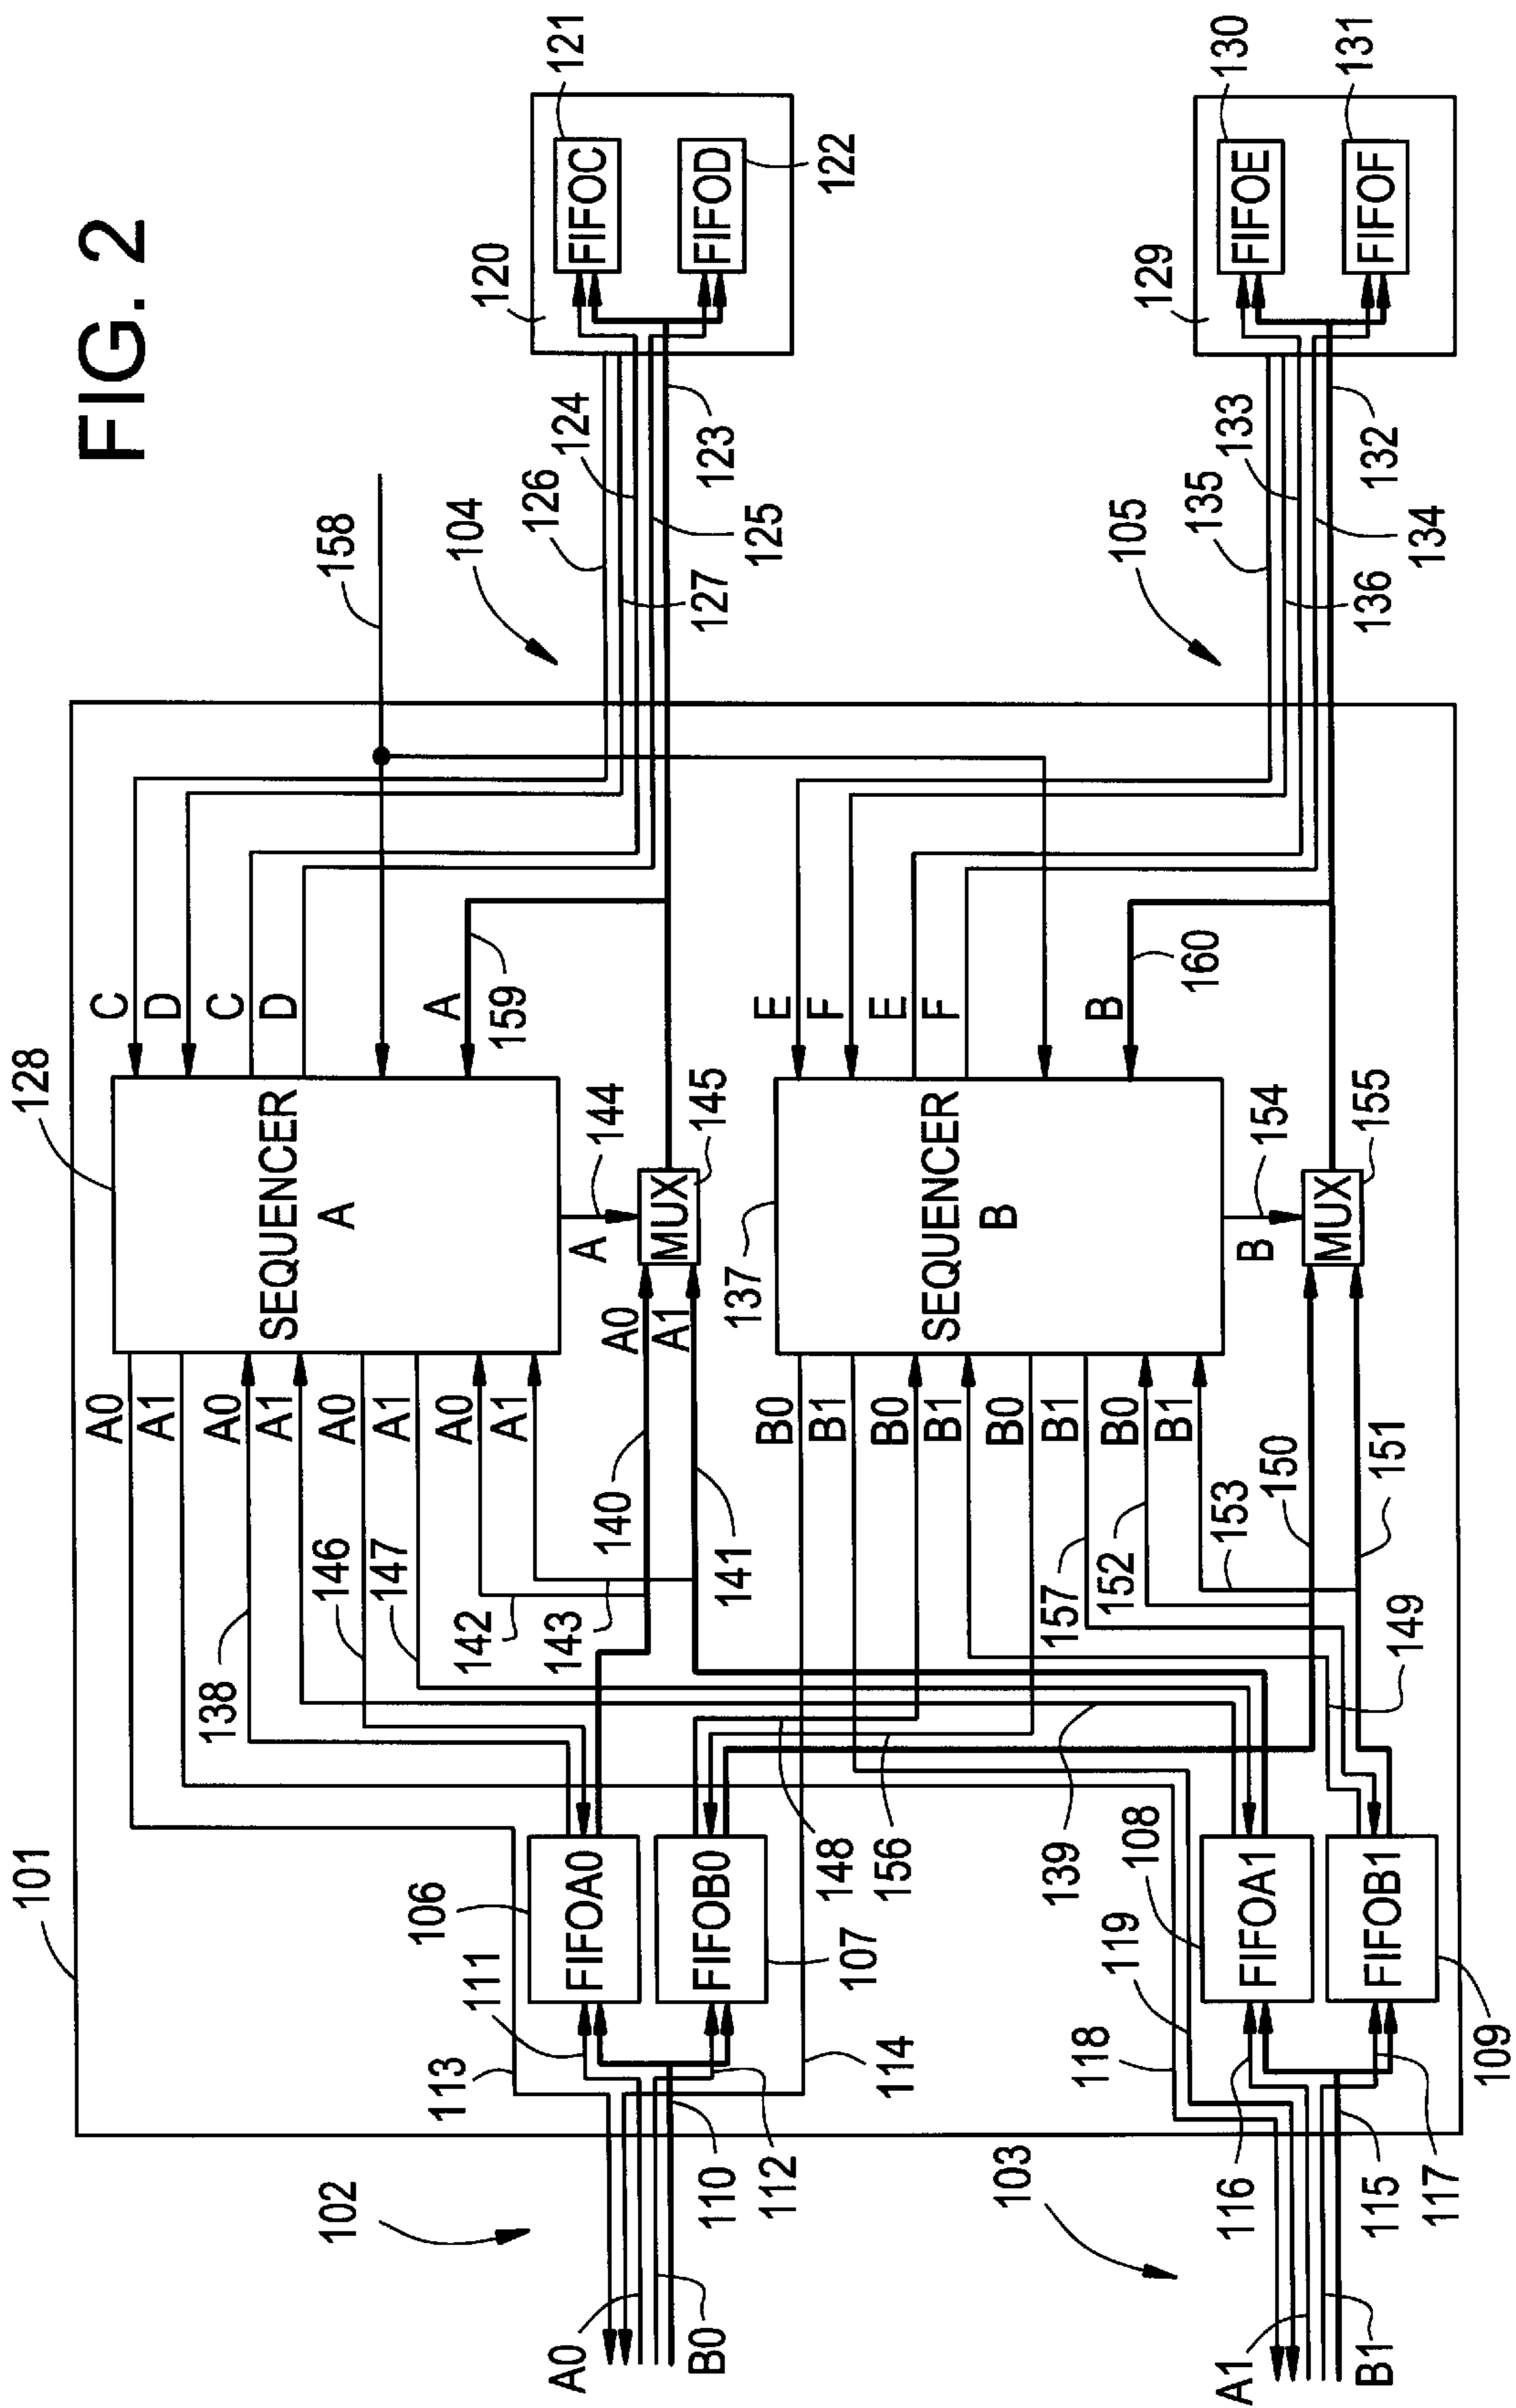 FIG. 2
101
128
158
SEQUENCER
A
C
D
C
D
A
159
A
144
MUX
145
A0
A1
A0
A1
A0
A1
A0
A1
A0
A1
138
146
147
142
143
140
141
106
FIFOA0
FIFOB0
107
111
113
110
112
114
102
A0
B0
148
156
139
104
126
124
127
125
123
120
FIFOC
121
FIFOD
122
137
SEQUENCER
B
E
F
E
F
B
160
B
154
MUX
155
B0
B1
B0
B1
B0
B1
B0
B1
157
152
153
150
151
149
108
FIFOA1
FIFOB1
109
119
118
116
115
117
103
A1
B1
105
135
133
136
134
132
129
FIFOE
130
FIFOF
131